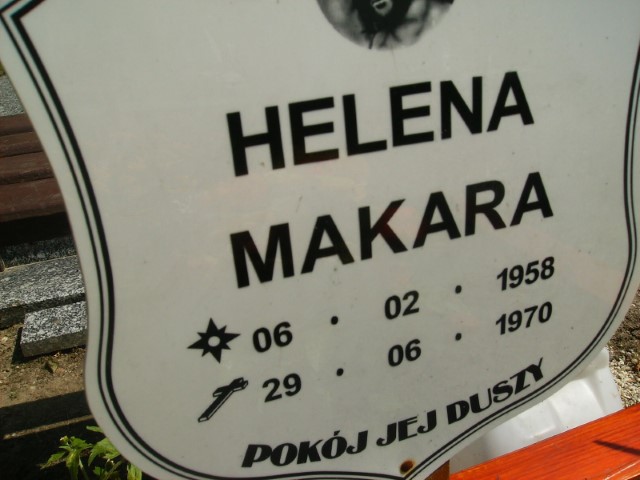 HELENA
MAKARA
06 • 02 • 1958
29 • 06 • 1970
POKÓJ JEJ DUSZY